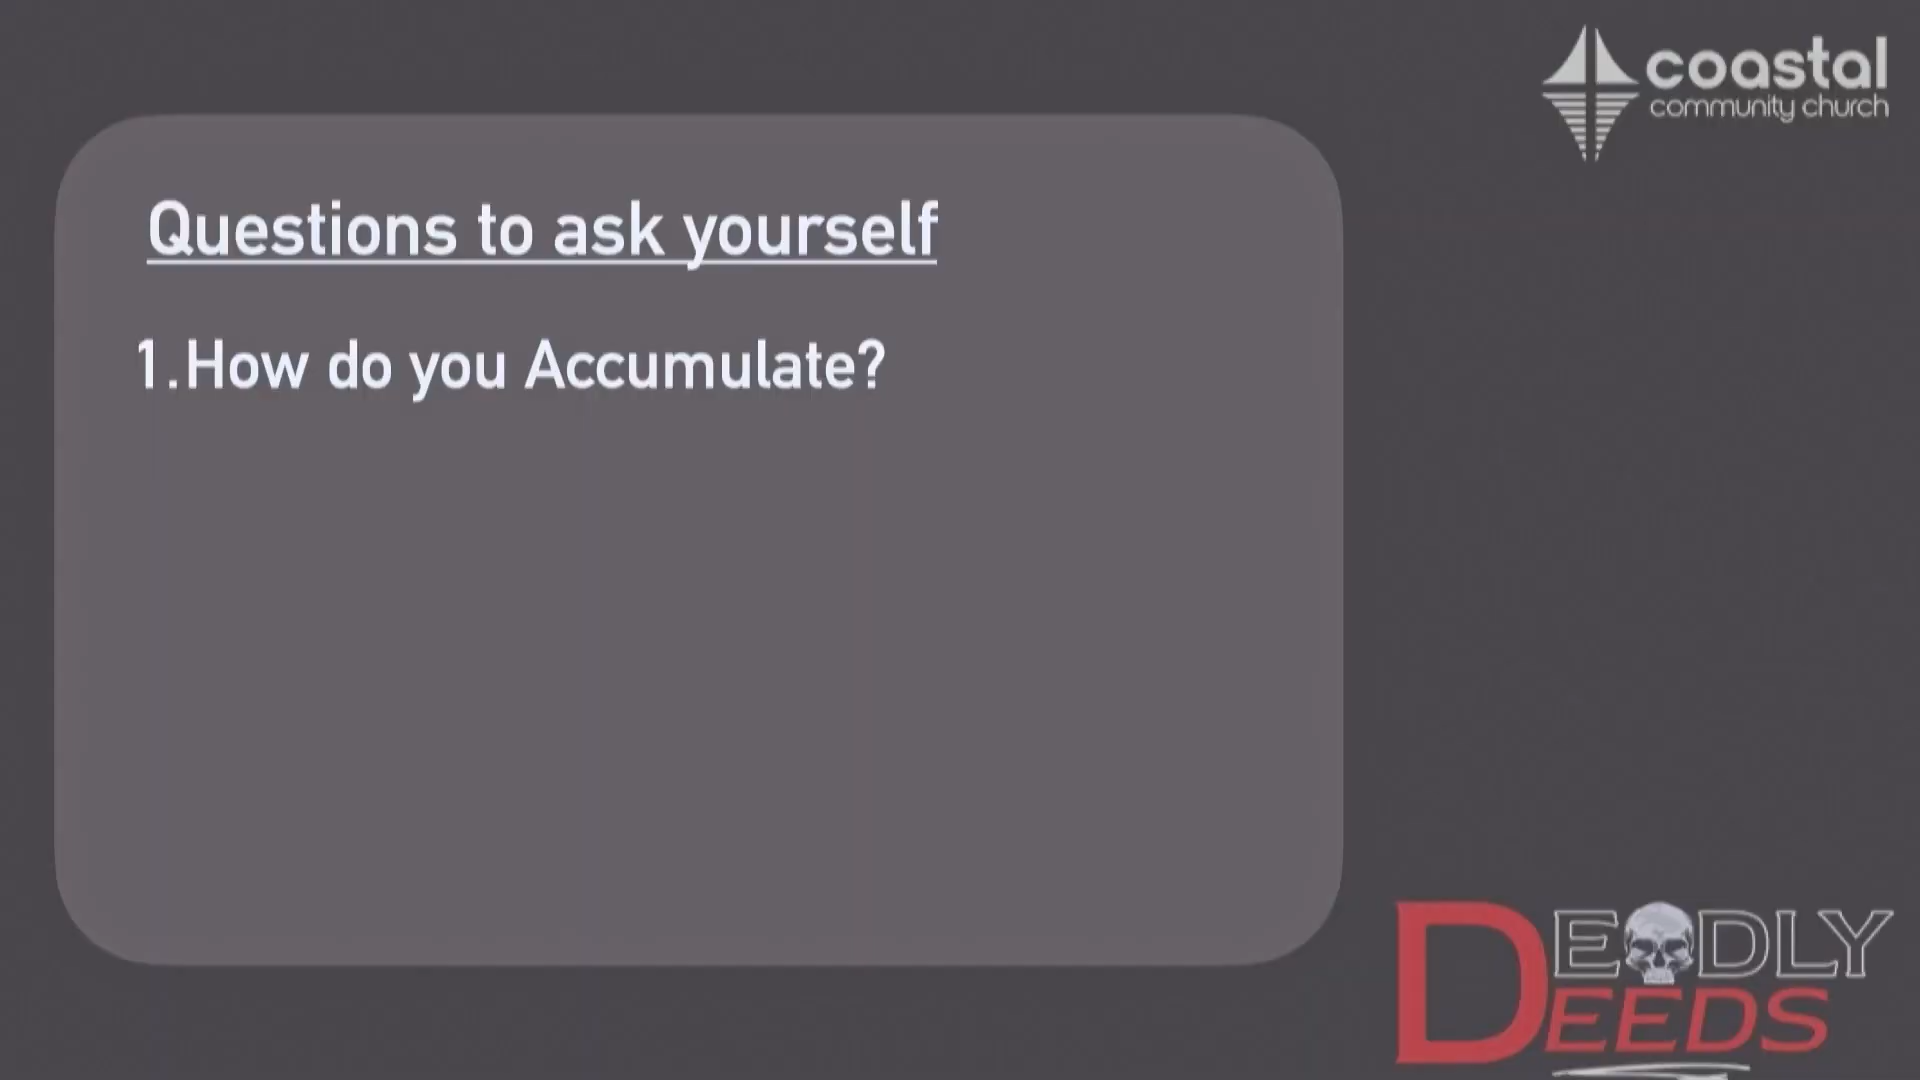 coastal
community church
Questions to ask yourself
1.How do you Accumulate?
DEADLY
DEEDS